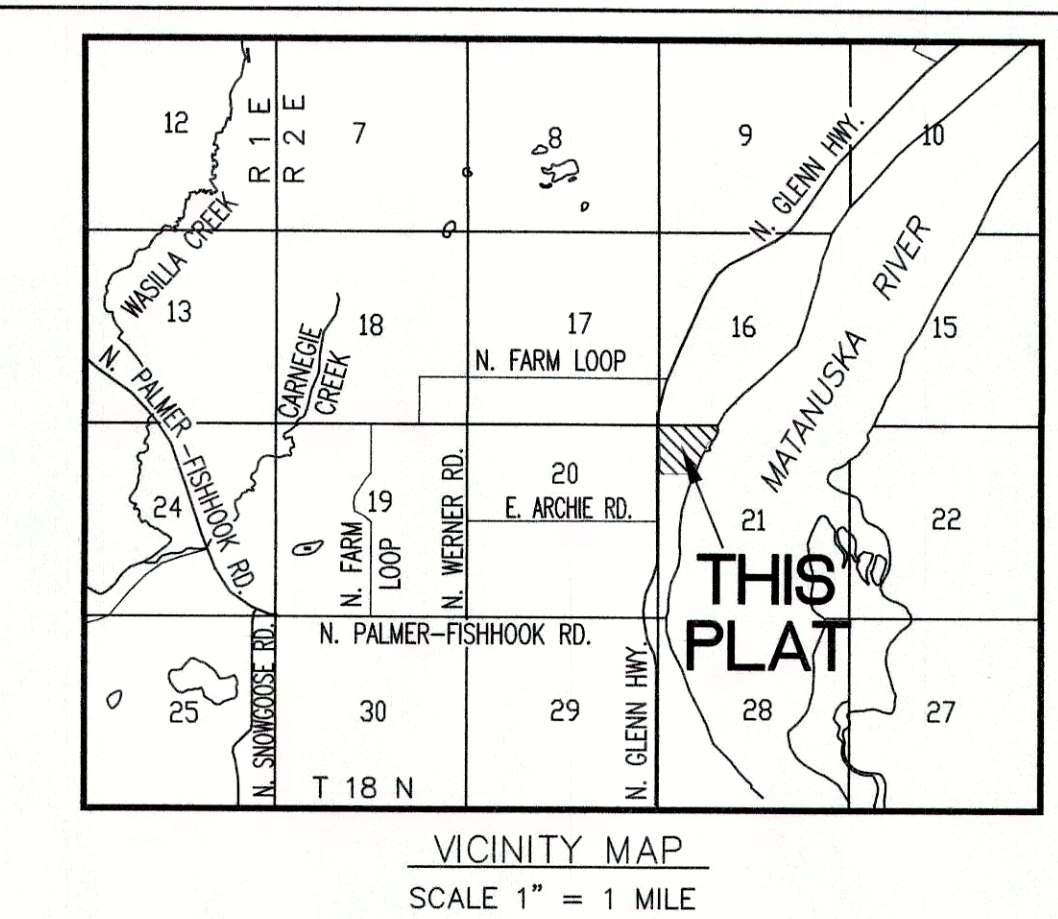 12
R 1 E
R 2 E
7
8
9
10
N. GLENN HWY.
WASILLA CREEK
13
18
17
16
15
MATANUSKA RIVER
CARNEGIE
CREEK
N. FARM LOOP
N. PALMER-FISHHOOK RD.
24
19
N. FARM
LOOP
N. WERNER RD.
20
E. ARCHIE RD.
21
22
THIS
PLAT
N. PALMER-FISHHOOK RD.
25
N. SNOWGOOSE RD.
30
29
N. GLENN HWY.
28
27
T 18 N
VICINITY MAP
SCALE 1" = 1 MILE